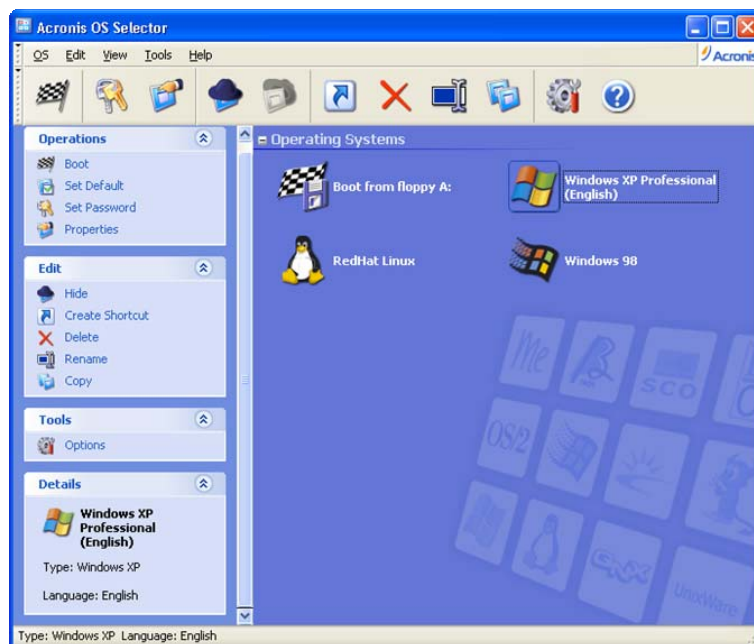 Acronis OS Selector
OS Edit View Tools Help
Acronis
Operations
Boot
Set Default
Set Password
Properties
Edit
Hide
Create Shortcut
Delete
Rename
Copy
Tools
Options
Details
Windows XP
Professional
(English)
Type: Windows XP
Language: English
Operating Systems
Boot from floppy A:
Windows XP Professional
(English)
RedHat Linux
Windows 98
Me
SCO
OS/2
GNX
UnixWare
Type: Windows XP Language: English